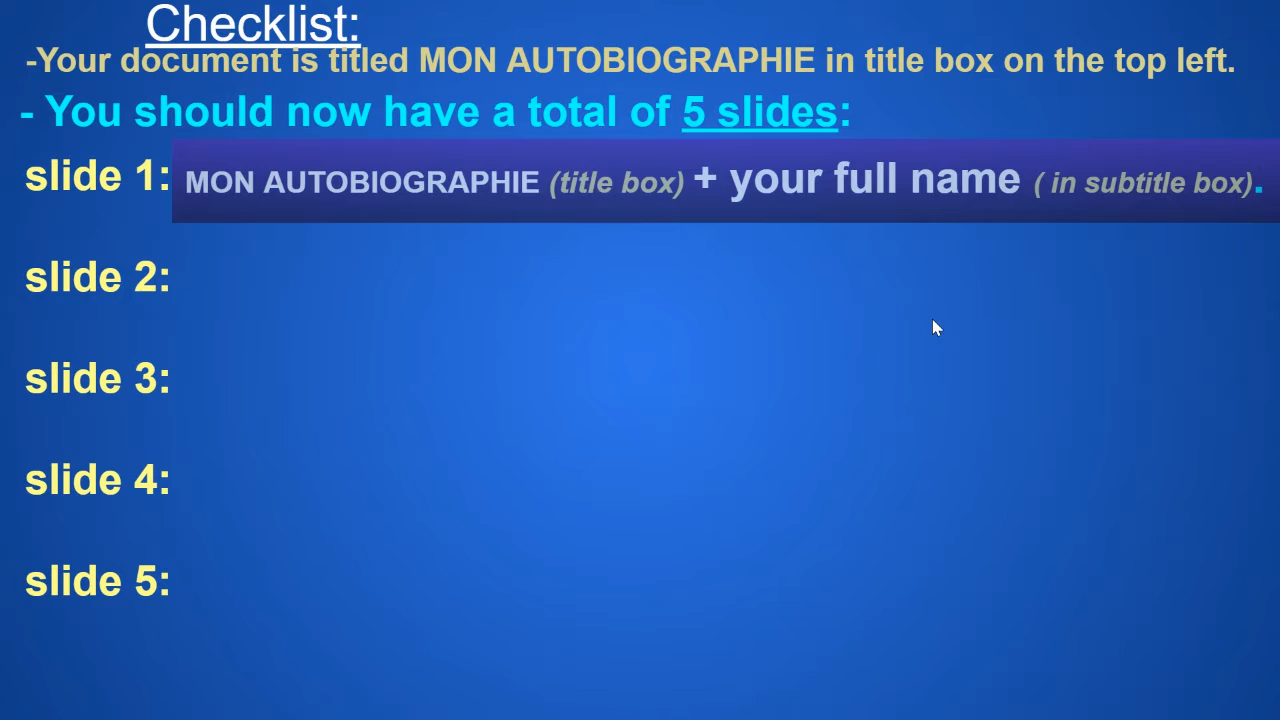 Checklist:
-Your document is titled MON AUTOBIOGRAPHIE in title box on the top left.
- You should now have a total of 5 slides:
slide 1: MON AUTOBIOGRAPHIE (title box) + your full name ( in subtitle box).
slide 2:
slide 3:
slide 4:
slide 5: